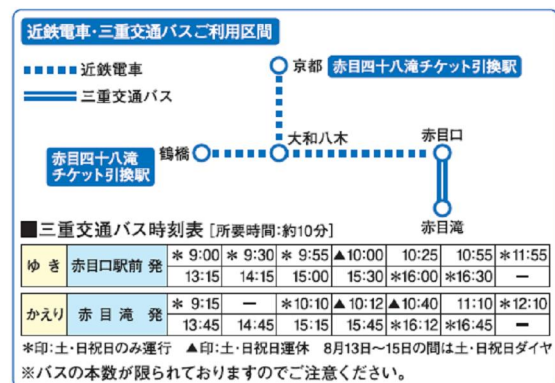 近鉄電車・三重交通バスご利用区間
近鉄電車
三重交通バス
京都 赤目四十八滝チケット引換駅
赤目四十八滝
チケット引換駅
鶴橋
大和八木
赤目口
赤目滝
■三重交通バス時刻表 [所要時間:約10分]
ゆき 赤目口駅前 発 *9:00 *9:30 *9:55 ▲10:00 10:25 10:55 *11:55
13:15 14:15 15:00 15:30 *16:00 *16:30 ー
かえり 赤目滝 発 *9:15 ー *10:10 ▲10:12 ▲10:40 11:10 *12:10
13:45 14:45 15:15 15:45 *16:12 *16:45 ー
*印:土・日祝日のみ運行 ▲印:土・日祝日運休 8月13日〜15日の間は土・日祝日ダイヤ
※バスの本数が限られておりますのでご注意ください。